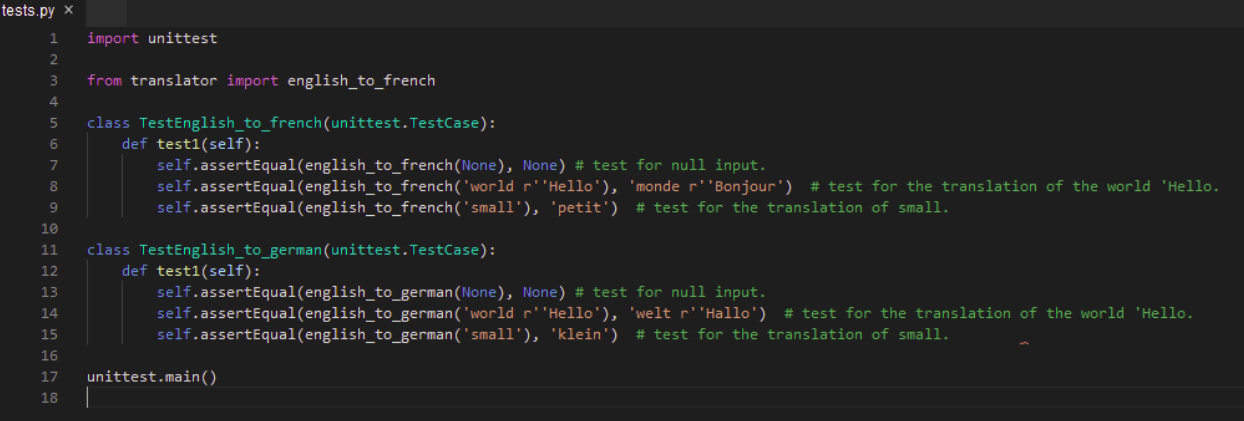 tests.py ×
1 import unittest
2
3 from translator import english_to_french
4
5 class TestEnglish_to_french(unittest.TestCase):
6     def test1(self):
7         self.assertEqual(english_to_french(None), None) # test for null input.
8         self.assertEqual(english_to_french('world r''Hello'), 'monde r''Bonjour')  # test for the translation of the world 'Hello.
9         self.assertEqual(english_to_french('small'), 'petit')  # test for the translation of small.
10
11 class TestEnglish_to_german(unittest.TestCase):
12     def test1(self):
13         self.assertEqual(english_to_german(None), None) # test for null input.
14         self.assertEqual(english_to_german('world r''Hello'), 'welt r''Hallo')  # test for the translation of the world 'Hello.
15         self.assertEqual(english_to_german('small'), 'klein')  # test for the translation of small.
16
17 unittest.main()
18